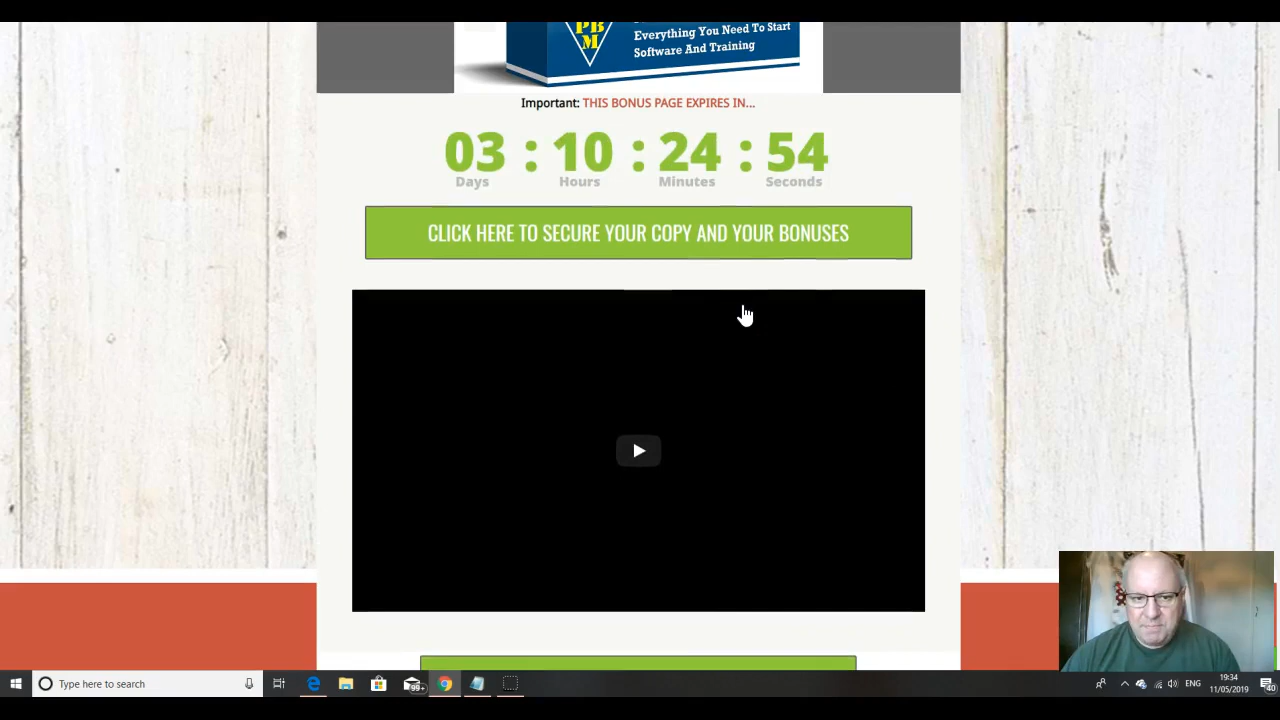 PB
M
Everything You Need To Start
Software And Training
Important: THIS BONUS PAGE EXPIRES IN...
03 : 10 : 24 : 54
Days Hours Minutes Seconds
CLICK HERE TO SECURE YOUR COPY AND YOUR BONUSES
Type here to search
99+
ENG
19:34
11/05/2019
40